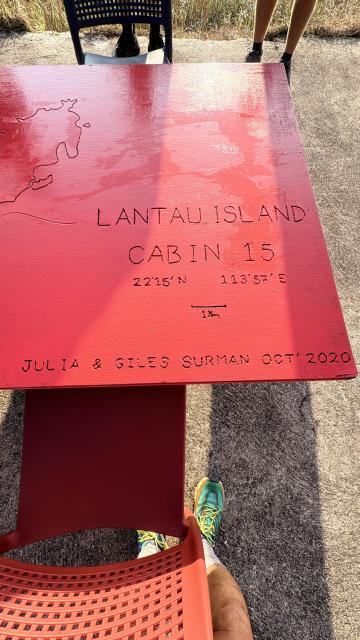 LANTAU ISLAND
CABIN 15
22°15' N 113°57' E
1Km
JULIA & GILES SURMAN OCT' 2020